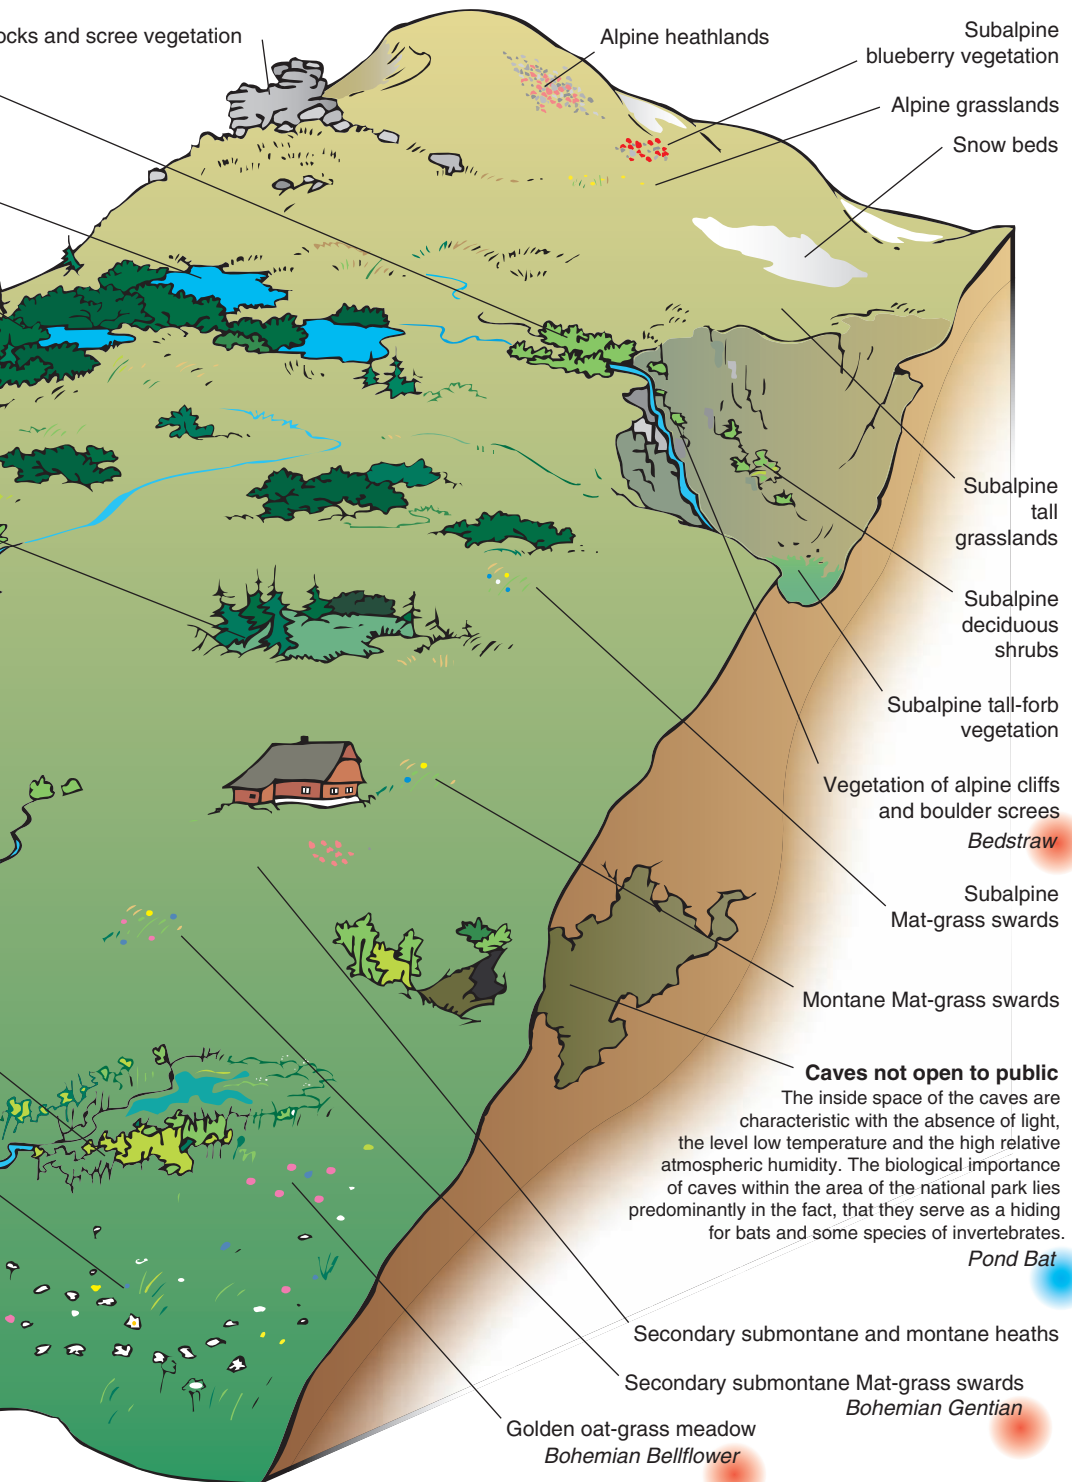 ocks and scree vegetation
Alpine heathlands
Subalpine
blueberry vegetation
Alpine grasslands
Snow beds
Subalpine
tall
grasslands
Subalpine
deciduous
shrubs
Subalpine tall-forb
vegetation
Vegetation of alpine cliffs
and boulder screes
Bedstraw
Subalpine
Mat-grass swards
Montane Mat-grass swards
Caves not open to public
The inside space of the caves are
characteristic with the absence of light,
the level low temperature and the high relative
atmospheric humidity. The biological importance
of caves within the area of the national park lies
predominantly in the fact, that they serve as a hiding
for bats and some species of invertebrates.
Pond Bat
Secondary submontane and montane heaths
Secondary submontane Mat-grass swards
Bohemian Gentian
Golden oat-grass meadow
Bohemian Bellflower